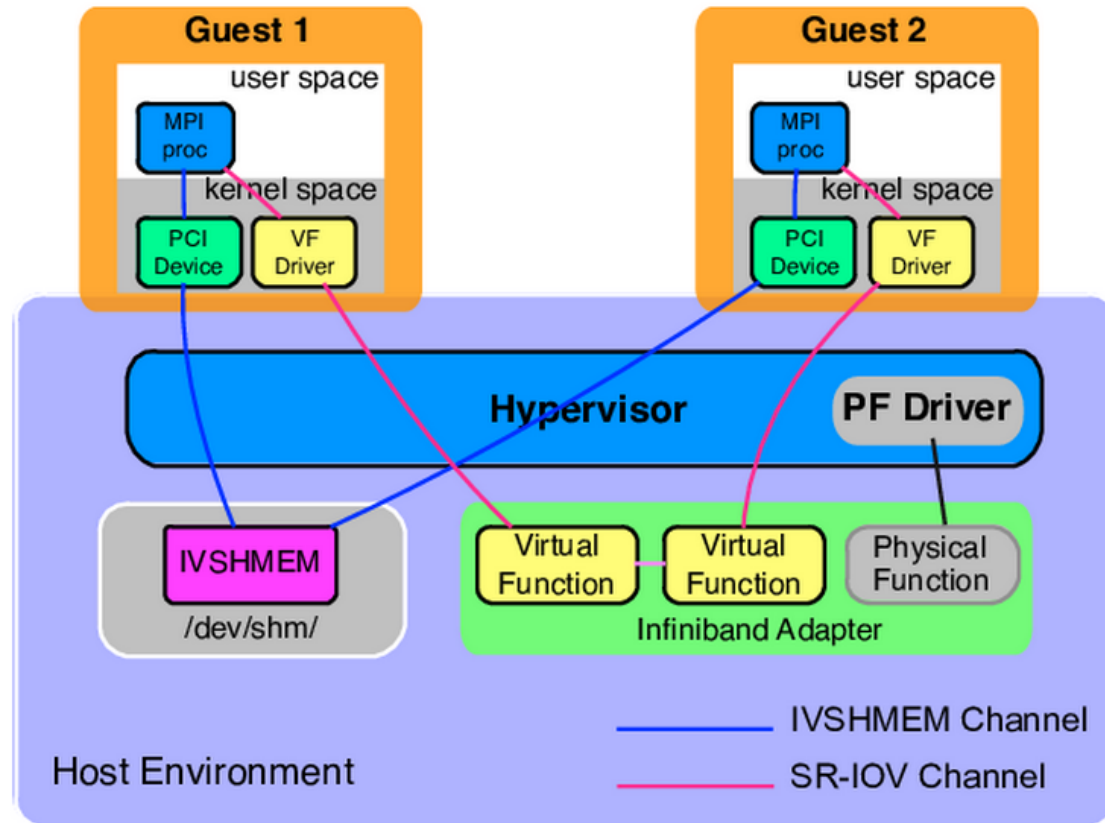 Guest 1
user space
MPI
proc
kernel space
PCI
Device
VF
Driver
Guest 2
user space
MPI
proc
kernel space
PCI
Device
VF
Driver
Hypervisor
PF Driver
IVSHMEM
/dev/shm/
Virtual
Function
Virtual
Function
Physical
Function
Infiniband Adapter
IVSHMEM Channel
SR-IOV Channel
Host Environment